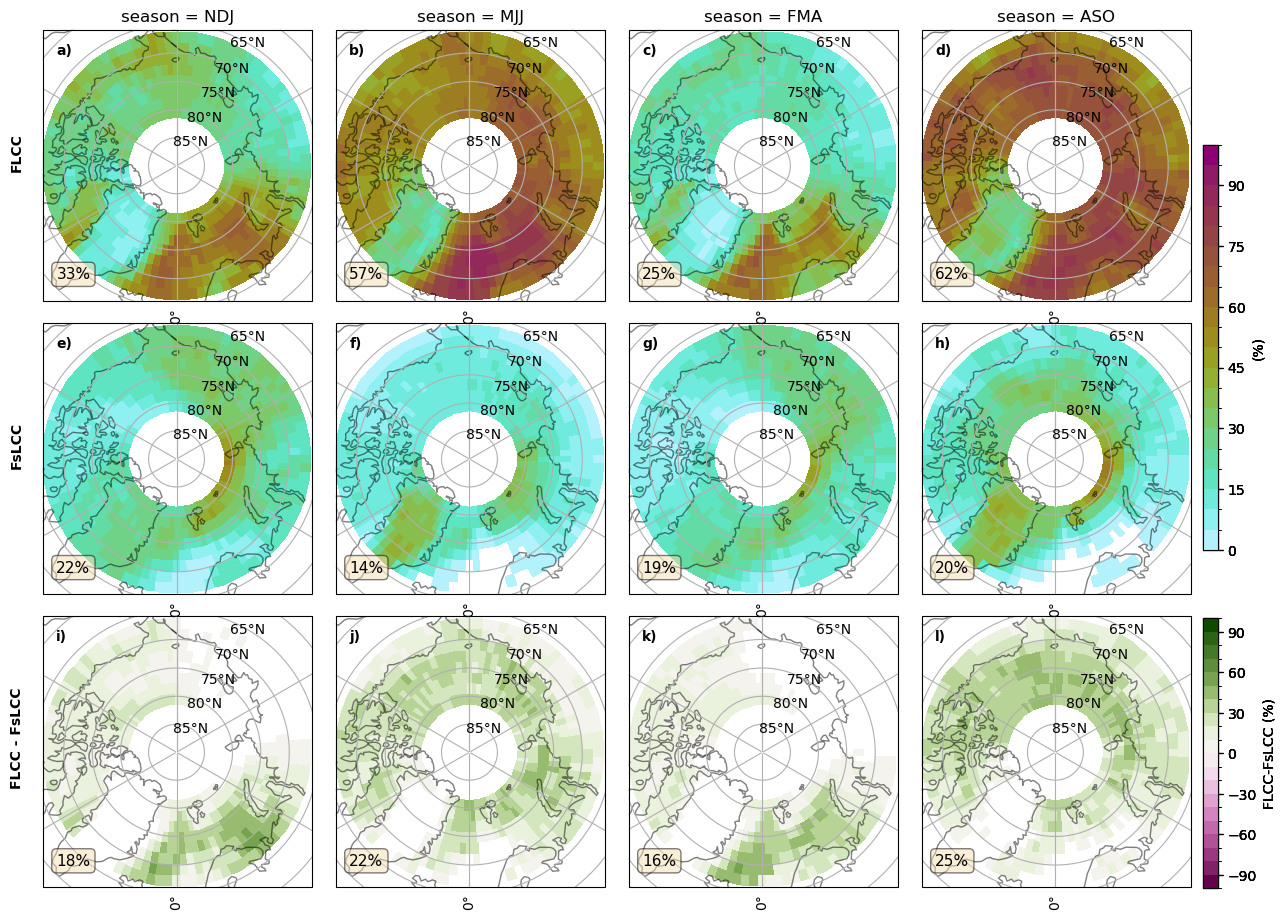 season = NDJ
season = MJJ
season = FMA
season = ASO
FLCC
a)
65°N
70°N
75°N
80°N
85°N
33%
0°
b)
65°N
70°N
75°N
80°N
85°N
57%
0°
c)
65°N
70°N
75°N
80°N
85°N
25%
0°
d)
65°N
70°N
75°N
80°N
85°N
62%
0°
90
75
60
45
30
15
0
(%)
FsLCC
e)
65°N
70°N
75°N
80°N
85°N
22%
0°
f)
65°N
70°N
75°N
80°N
85°N
14%
0°
g)
65°N
70°N
75°N
80°N
85°N
19%
0°
h)
65°N
70°N
75°N
80°N
85°N
20%
0°
FLCC - FsLCC
i)
65°N
70°N
75°N
80°N
85°N
18%
0°
j)
65°N
70°N
75°N
80°N
85°N
22%
0°
k)
65°N
70°N
75°N
80°N
85°N
16%
0°
l)
65°N
70°N
75°N
80°N
85°N
25%
0°
90
60
30
0
−30
−60
−90
FLCC-FsLCC (%)